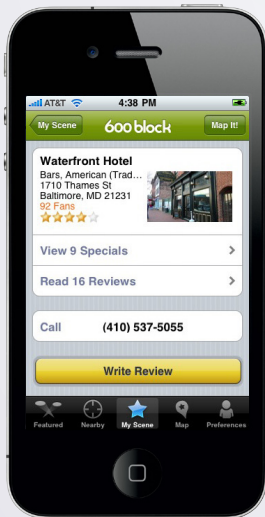 AT&T 4:38 PM
My Scene 600block Map It!
Waterfront Hotel
Bars, American (Trad...
1710 Thames St
Baltimore, MD 21231
92 Fans
View 9 Specials
Read 16 Reviews
Call (410) 537-5055
Write Review
Featured Nearby My Scene Map Preferences